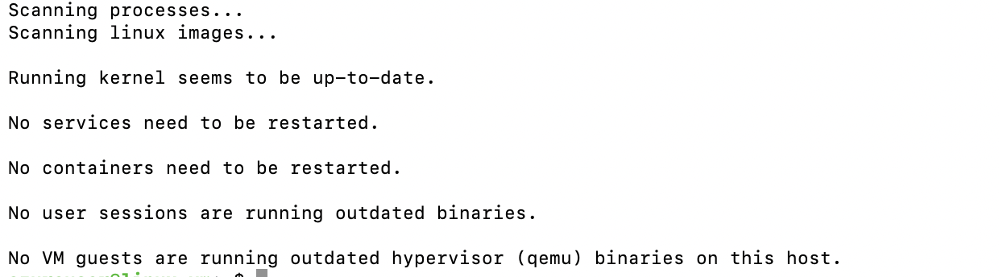 Scanning processes...
Scanning linux images...
Running kernel seems to be up-to-date.
No services need to be restarted.
No containers need to be restarted.
No user sessions are running outdated binaries.
No VM guests are running outdated hypervisor (qemu) binaries on this host.